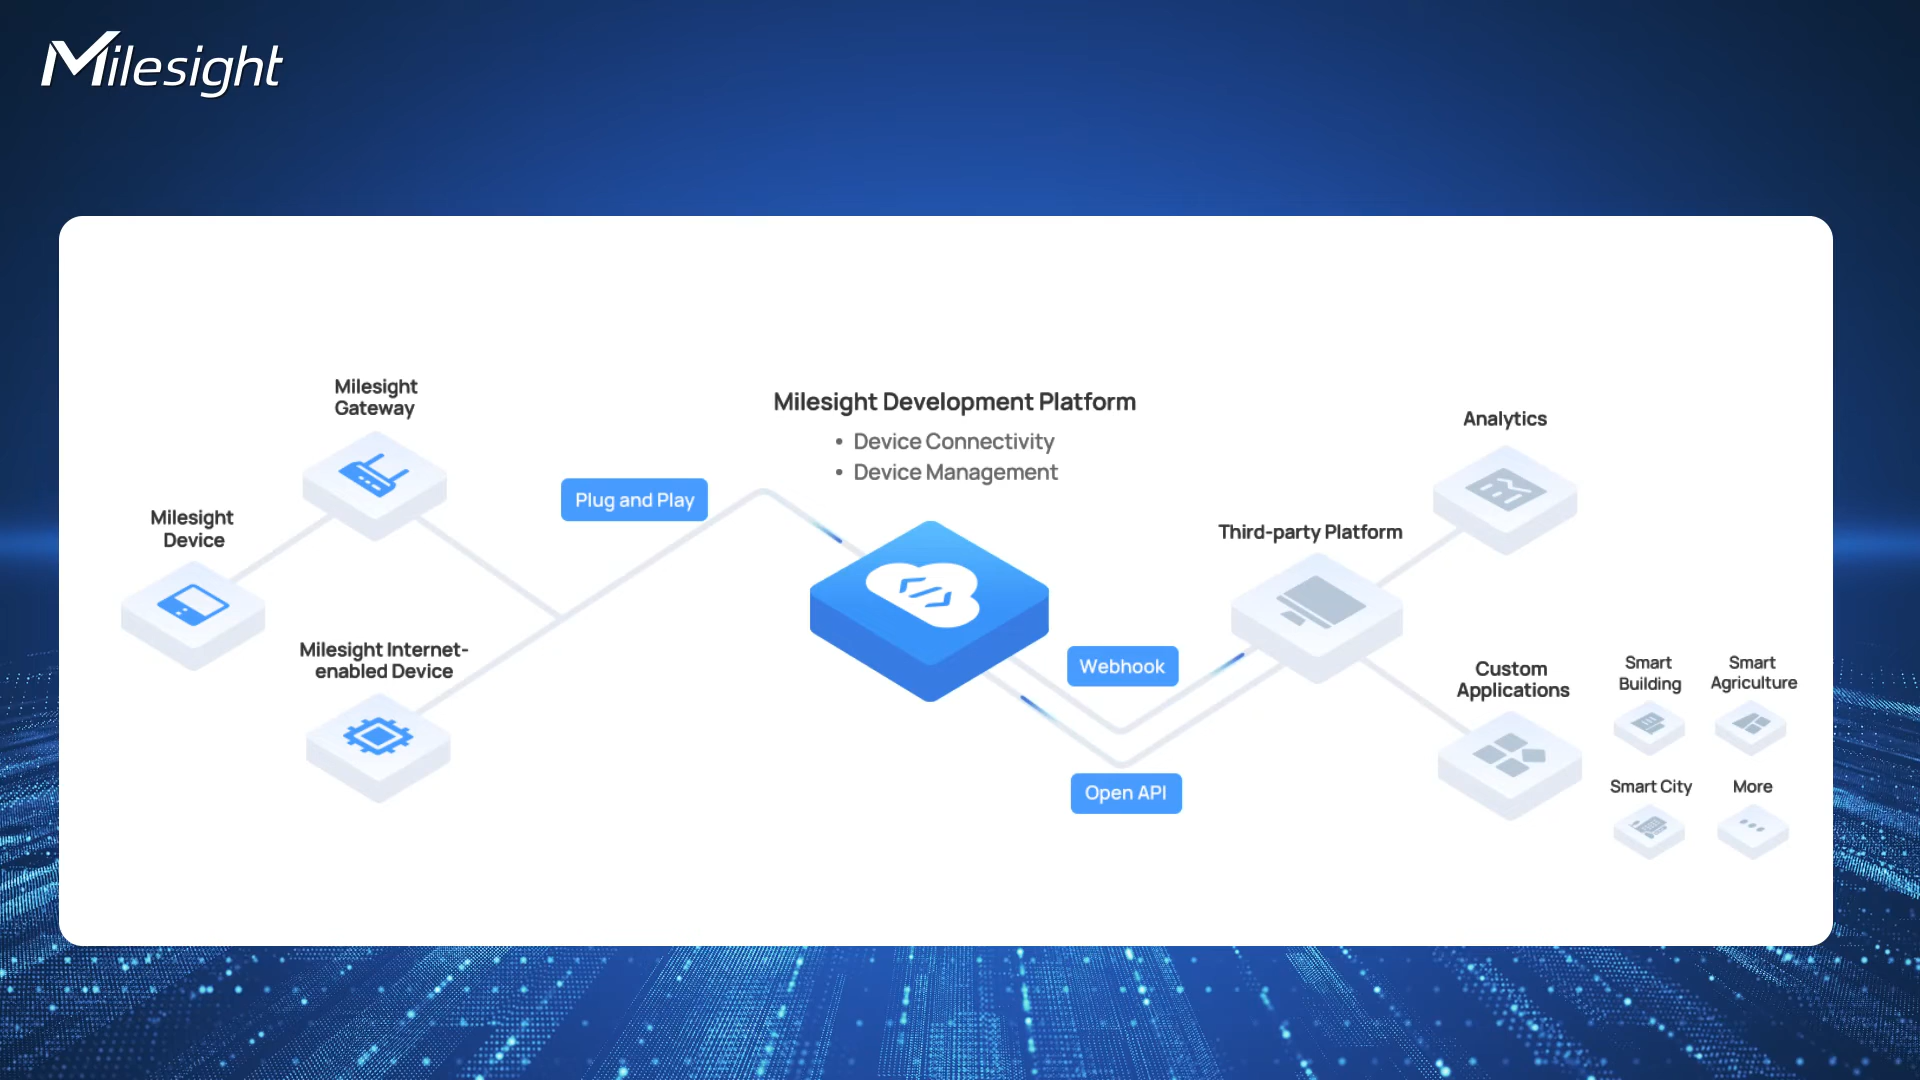 Milesight
Milesight
Gateway
Milesight
Device
Milesight Internet-
enabled Device
Plug and Play
Milesight Development Platform
• Device Connectivity
• Device Management
Webhook
Open API
Third-party Platform
Analytics
Custom
Applications
Smart
Building
Smart
Agriculture
Smart City
More